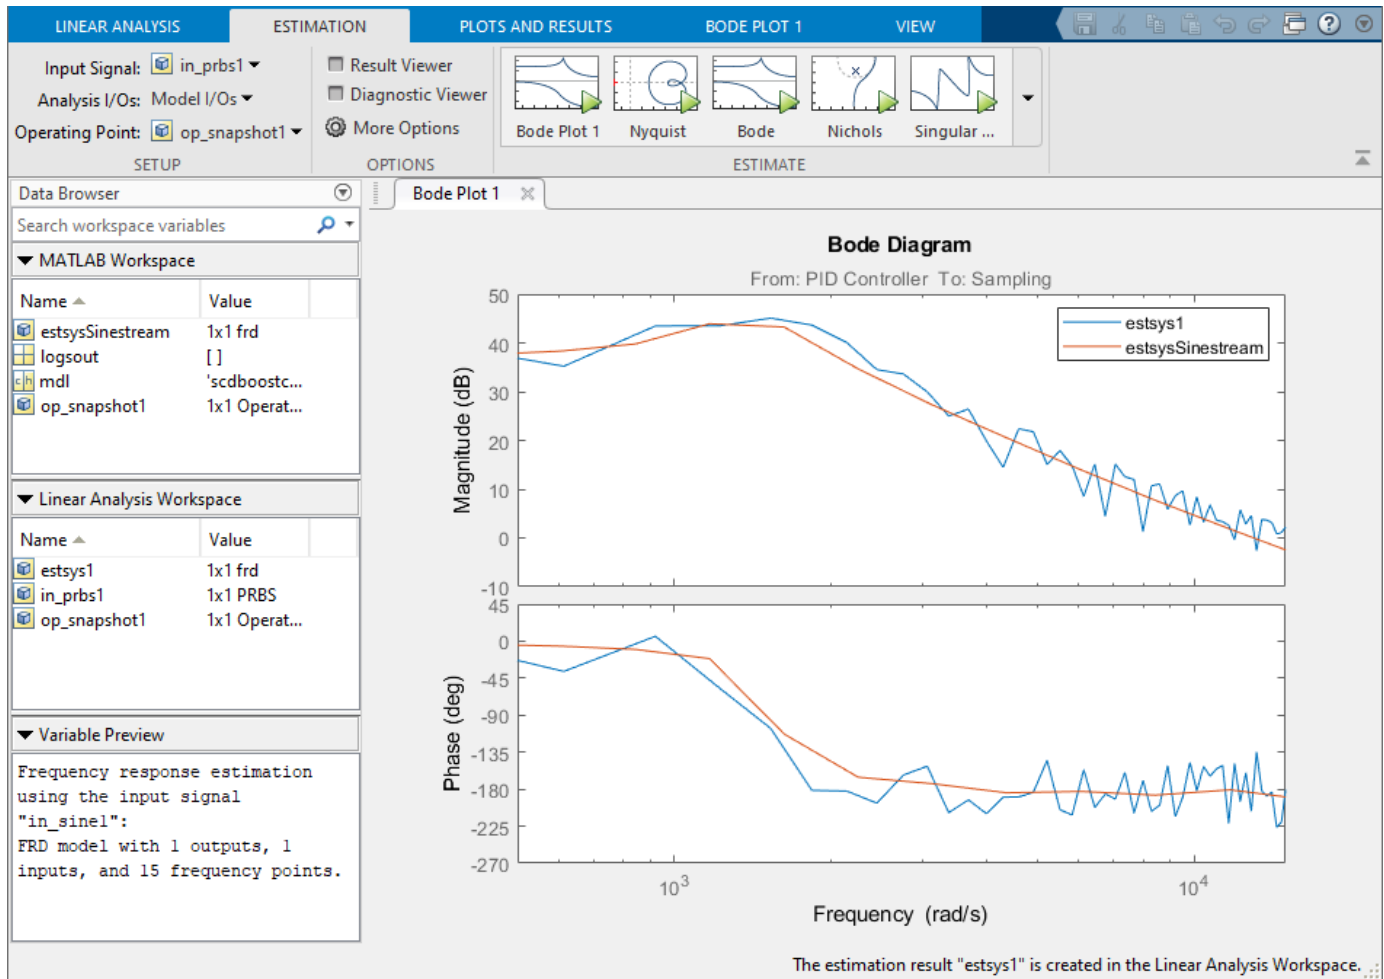 LINEAR ANALYSIS ESTIMATION PLOTS AND RESULTS BODE PLOT 1 VIEW
Input Signal: in_prbs1
Analysis I/Os: Model I/Os
Operating Point: op_snapshot1
SETUP
Result Viewer
Diagnostic Viewer
More Options
OPTIONS
Bode Plot 1 Nyquist Bode Nichols Singular ...
ESTIMATE
Data Browser
Search workspace variables
MATLAB Workspace
Name Value
estsysSinestream 1x1 frd
logsout [ ]
mdl 'scdboostc...
op_snapshot1 1x1 Operat...
Linear Analysis Workspace
Name Value
estsys1 1x1 frd
in_prbs1 1x1 PRBS
op_snapshot1 1x1 Operat...
Variable Preview
Frequency response estimation
using the input signal
"in_sine1":
FRD model with 1 outputs, 1
inputs, and 15 frequency points.
Bode Plot 1
Bode Diagram
From: PID Controller To: Sampling
estsys1
estsysSinestream
Magnitude (dB)
50
40
30
20
10
0
-10
Phase (deg)
45
0
-45
-90
-135
-180
-225
-270
10^3 10^4
Frequency (rad/s)
The estimation result "estsys1" is created in the Linear Analysis Workspace.